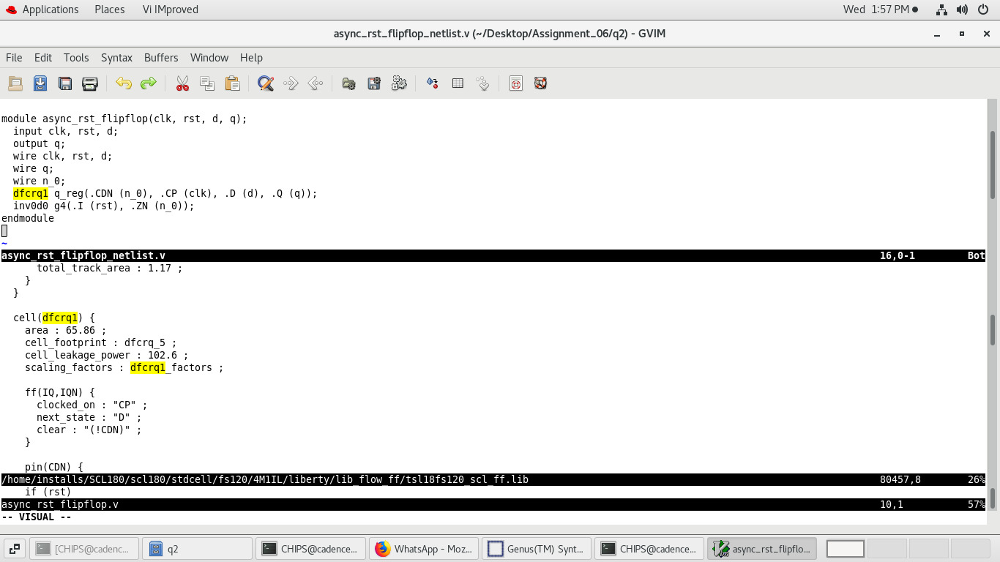 Applications Places Vi IMproved Wed 1:57 PM
async_rst_flipflop_netlist.v (~/Desktop/Assignment_06/q2) - GVIM
File Edit Tools Syntax Buffers Window Help
module async_rst_flipflop(clk, rst, d, q);
  input clk, rst, d;
  output q;
  wire clk, rst, d;
  wire q;
  wire n_0;
  dfcrq1 q_reg(.CDN (n_0), .CP (clk), .D (d), .Q (q));
  inv0d0 g4(.I (rst), .ZN (n_0));
endmodule
~
async_rst_flipflop_netlist.v 16,0-1 Bot
      total_track_area : 1.17 ;
    }
  }
  cell(dfcrq1) {
    area : 65.86 ;
    cell_footprint : dfcrq_5 ;
    cell_leakage_power : 102.6 ;
    scaling_factors : dfcrq1_factors ;
    ff(IQ,IQN) {
      clocked_on : "CP" ;
      next_state : "D" ;
      clear : "(!CDN)" ;
    }
    pin(CDN) {
/home/installs/SCL180/scl180/stdcell/fs120/4M1IL/liberty/lib_flow_ff/tsl18fs120_scl_ff.lib 80457,8 26%
    if (rst)
async_rst_flipflop.v 10,1 57%
-- VISUAL --
[CHIPS@cadenc... q2 CHIPS@cadence... WhatsApp - Moz... Genus(TM) Synt... CHIPS@cadence... async_rst_flipflo...